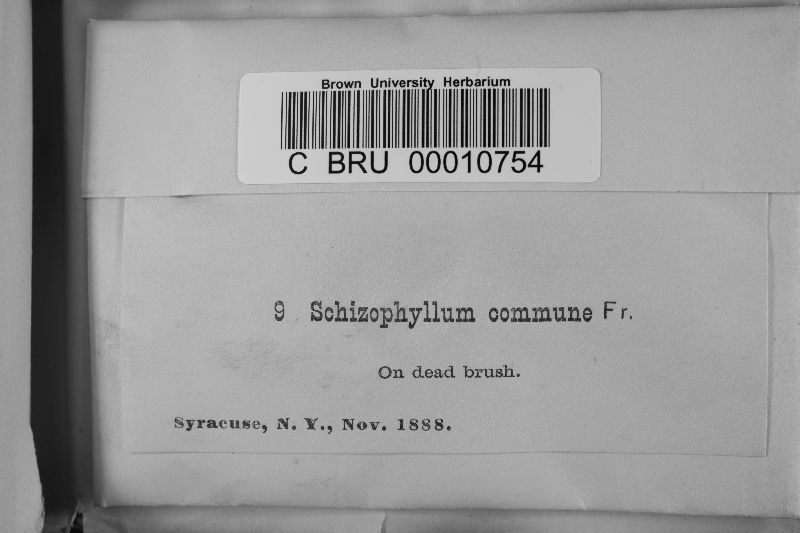 Brown University Herbarium
C BRU 00010754
9 Schizophyllum commune Fr.
On dead brush.
Syracuse, N. Y., Nov. 1888.